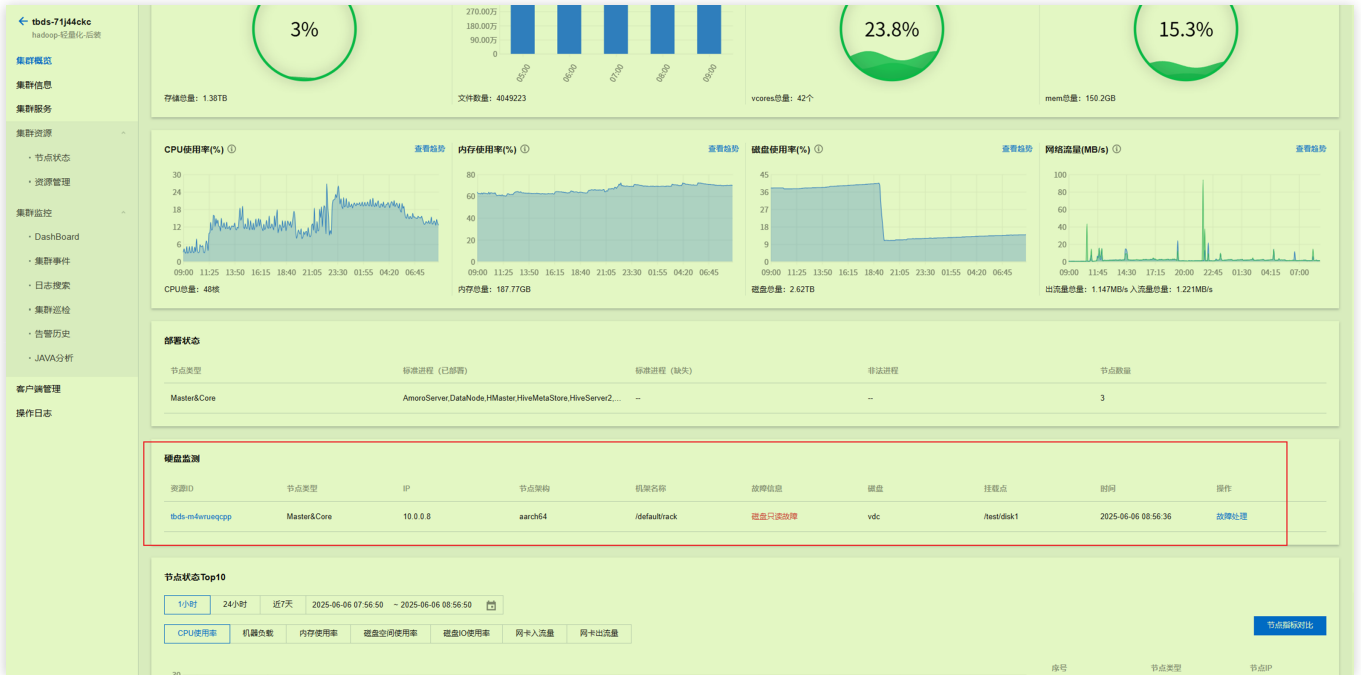 tbds-71j44ckc
hadoop-轻量化-后装
集群概览
集群信息
集群服务
集群资源
· 节点状态
· 资源管理
集群监控
· DashBoard
· 集群事件
· 日志搜索
· 集群巡检
· 告警历史
· JAVA分析
客户端管理
操作日志
3%
270.00万
180.00万
90.00万
0
05:00 06:00 07:00 08:00 09:00
23.8%
15.3%
存储总量：1.38TB
文件数量：4049223
vcores总量：42个
mem总量：150.2GB
CPU使用率(%) 查看趋势
30
24
18
12
6
0
09:00 11:25 13:50 16:15 18:40 21:05 23:30 01:55 04:20 06:45
CPU总量：48核
内存使用率(%) 查看趋势
80
60
40
20
0
09:00 11:25 13:50 16:15 18:40 21:05 23:30 01:55 04:20 06:45
内存总量：187.77GB
磁盘使用率(%) 查看趋势
45
36
27
18
9
0
09:00 11:25 13:50 16:15 18:40 21:05 23:30 01:55 04:20 06:45
磁盘总量：2.62TB
网络流量(MB/s) 查看趋势
100
80
60
40
20
0
09:00 11:45 14:30 17:15 20:00 22:45 01:30 04:15 07:00
出流量总量：1.147MB/s 入流量总量：1.221MB/s
部署状态
节点类型 标准进程（已部署） 标准进程（缺失） 非法进程 节点数量
Master&Core AmoroServer,DataNode,HMaster,HiveMetaStore,HiveServer2,... -- -- 3
硬盘监测
资源ID 节点类型 IP 节点架构 机架名称 故障信息 磁盘 挂载点 时间 操作
tbds-m4wrueqcpp Master&Core 10.0.0.8 aarch64 /default/rack 磁盘只读故障 vdc /test/disk1 2025-06-06 08:56:36 故障处理
节点状态Top10
1小时 24小时 近7天 2025-06-06 07:56:50 ~ 2025-06-06 08:56:50
CPU使用率 机器负载 内存使用率 磁盘空间使用率 磁盘IO使用率 网卡入流量 网卡出流量
节点指标对比
30
序号 节点类型 节点IP